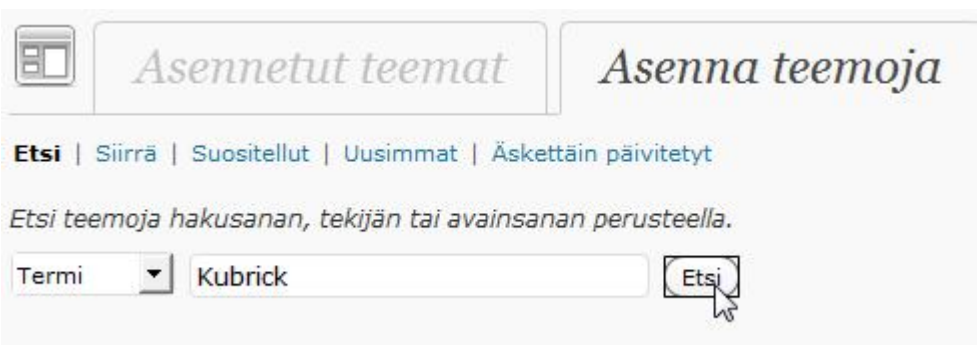 Asennetut teemat Asenna teemoja
Etsi | Siirrä | Suositellut | Uusimmat | Äskettäin päivitetyt
Etsi teemoja hakusanan, tekijän tai avainsanan perusteella.
Termi Kubrick Etsi